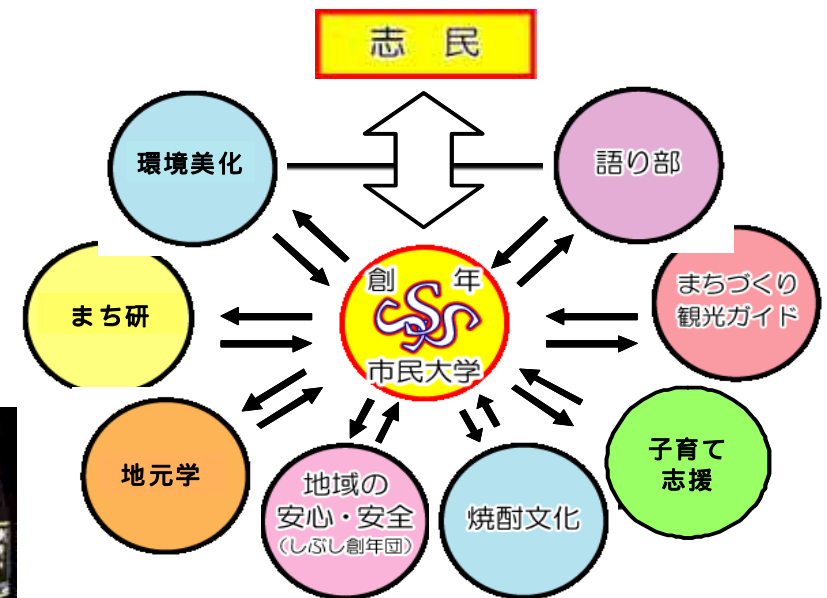 志 民
環境美化
語り部
まち研
創 年
SSS
市民大学
まちづくり
観光ガイド
地元学
地域の
安心・安全
(しぶし創年団)
焼酎文化
子育て
志援